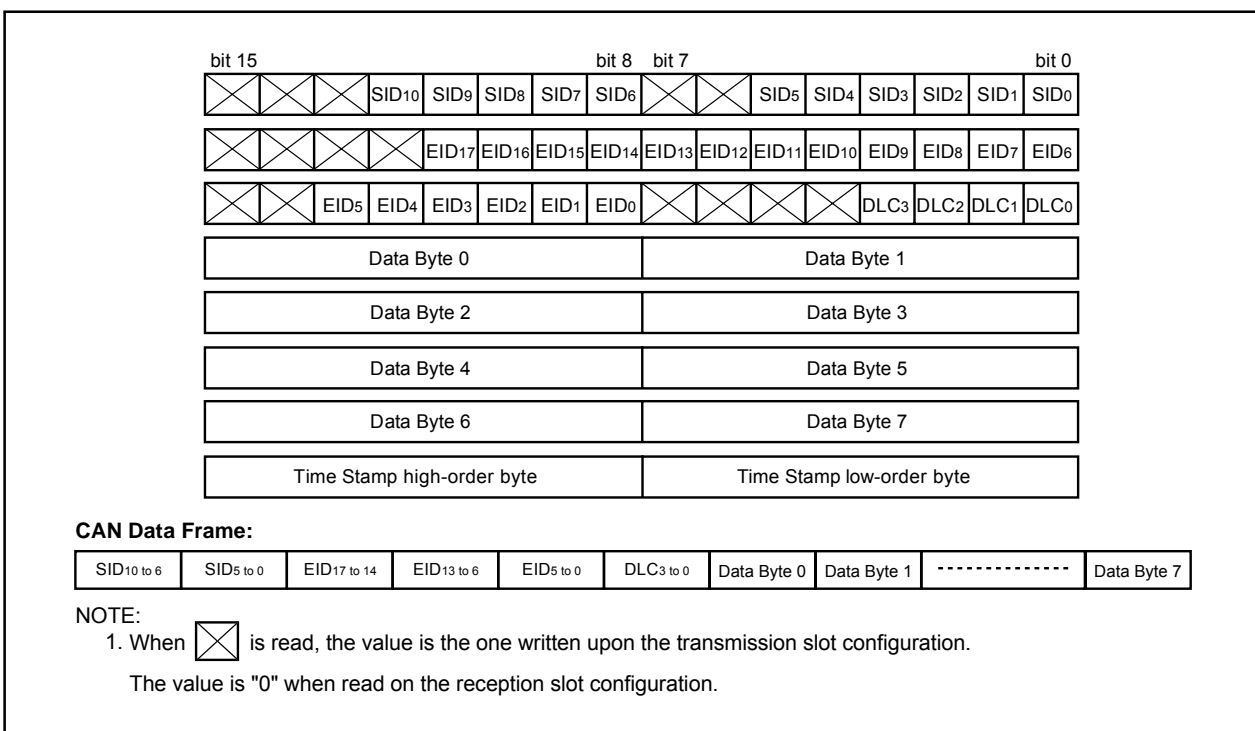 bit 15 bit 8 bit 7 bit 0
SID10 SID9 SID8 SID7 SID6 SID5 SID4 SID3 SID2 SID1 SID0
EID17 EID16 EID15 EID14 EID13 EID12 EID11 EID10 EID9 EID8 EID7 EID6
EID5 EID4 EID3 EID2 EID1 EID0 DLC3 DLC2 DLC1 DLC0
Data Byte 0 Data Byte 1
Data Byte 2 Data Byte 3
Data Byte 4 Data Byte 5
Data Byte 6 Data Byte 7
Time Stamp high-order byte Time Stamp low-order byte
CAN Data Frame:
SID10 to 6 SID5 to 0 EID17 to 14 EID13 to 6 EID5 to 0 DLC3 to 0 Data Byte 0 Data Byte 1 Data Byte 7
NOTE:
1. When is read, the value is the one written upon the transmission slot configuration.
The value is "0" when read on the reception slot configuration.